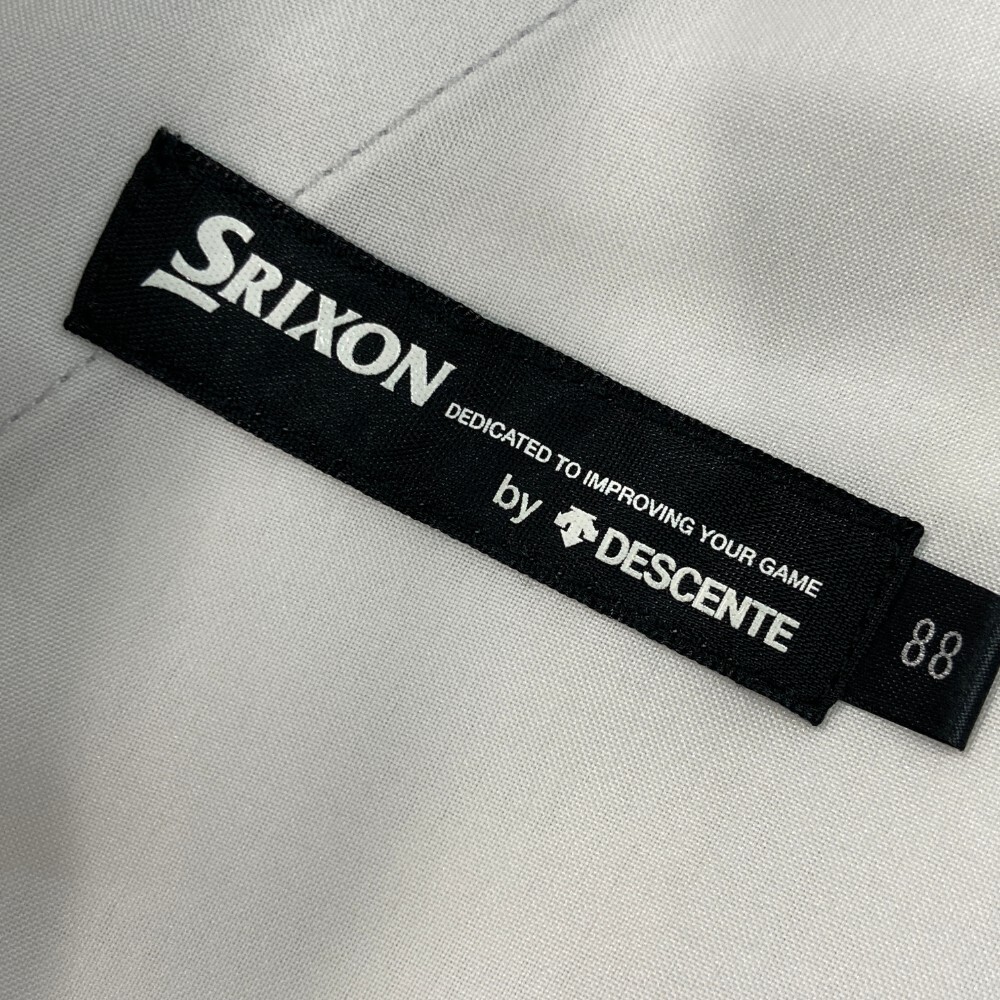 SRIXON
DEDICATED TO IMPROVING YOUR GAME
by DESCENTE
88